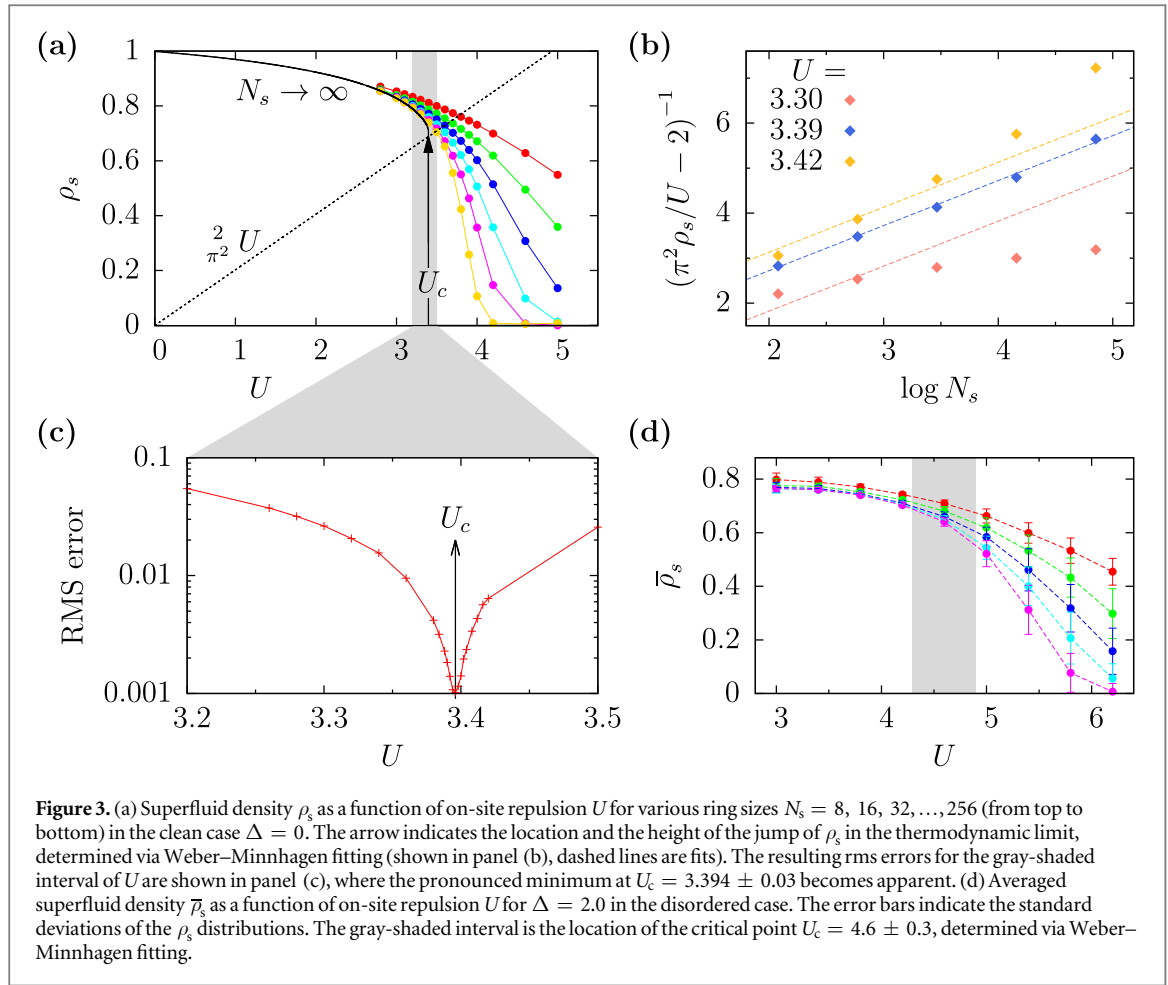 (a)
1
0.8
0.6
0.4
0.2
0
ρs
N_s → ∞
2/π² U
U_c
0 1 2 3 4 5
U
(b)
U =
3.30
3.39
3.42
6
4
2
(π²ρ_s/U − 2)⁻¹
2 3 4 5
log N_s
(c)
0.1
0.01
0.001
RMS error
U_c
3.2 3.3 3.4 3.5
U
(d)
0.8
0.6
0.4
0.2
0
ρ̅_s
3 4 5 6
U
Figure 3. (a) Superfluid density ρ_s as a function of on-site repulsion U for various ring sizes N_s = 8, 16, 32, ..., 256 (from top to
bottom) in the clean case Δ = 0. The arrow indicates the location and the height of the jump of ρ_s in the thermodynamic limit,
determined via Weber–Minnhagen fitting (shown in panel (b), dashed lines are fits). The resulting rms errors for the gray-shaded
interval of U are shown in panel (c), where the pronounced minimum at U_c = 3.394 ± 0.03 becomes apparent. (d) Averaged
superfluid density ρ̅_s as a function of on-site repulsion U for Δ = 2.0 in the disordered case. The error bars indicate the standard
deviations of the ρ_s distributions. The gray-shaded interval is the location of the critical point U_c = 4.6 ± 0.3, determined via Weber–
Minnhagen fitting.